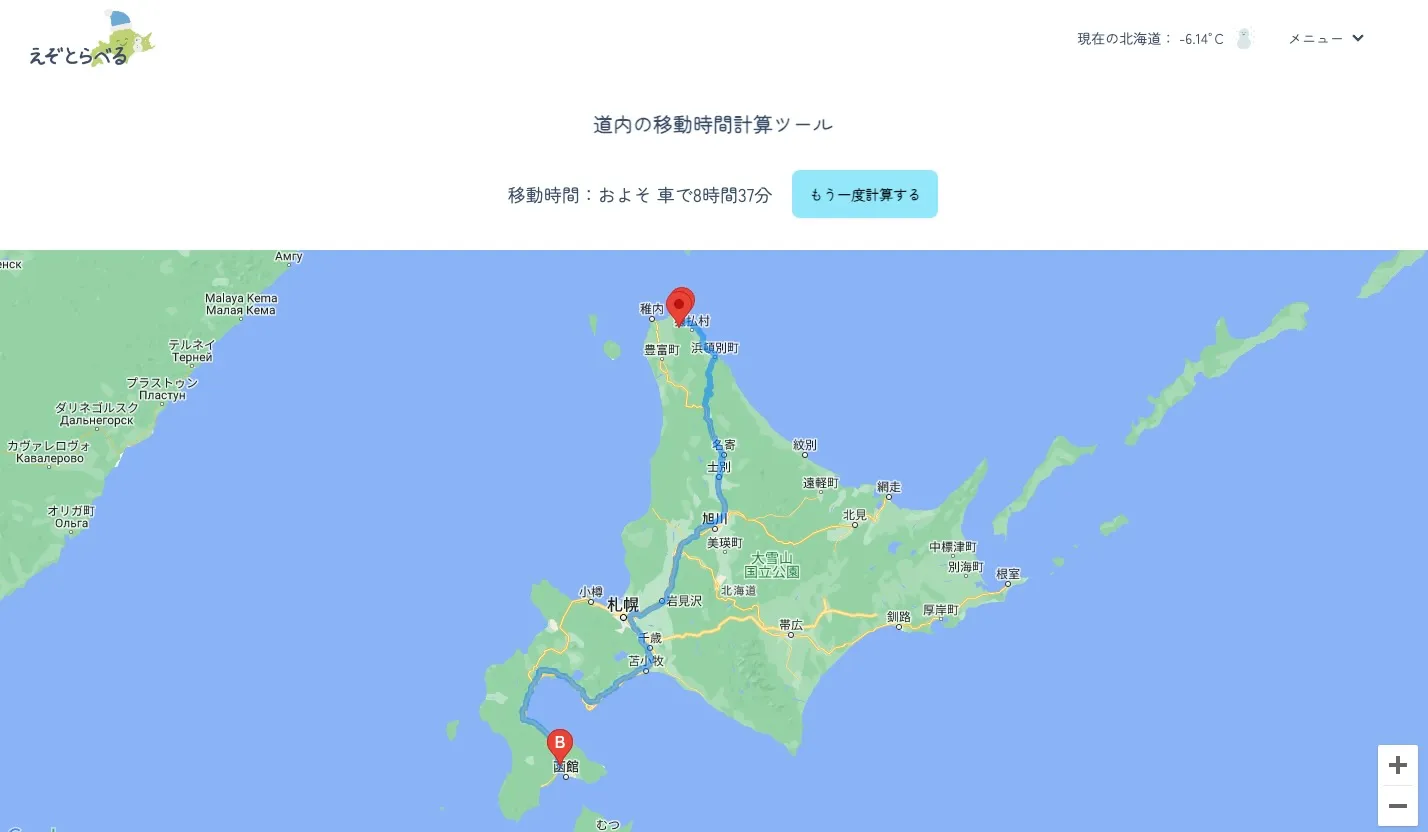 えぞとらべる
現在の北海道： -6.14°C
メニュー
道内の移動時間計算ツール
移動時間：およそ 車で8時間37分
もう一度計算する
Амгу
нск
Malaya Kema
Малая Кема
テルネイ
Терней
プラストゥン
Пластун
ダリネゴルスク
Дальнегорск
カヴァレロヴォ
Кавалерово
オリガ町
Ольга
稚内
払村
豊富町
浜頓別町
名寄
紋別
士別
遠軽町
網走
旭川
北見
美瑛町
大雪山
国立公園
中標津町
別海町
根室
小樽
札幌
岩見沢
北海道
帯広
釧路
厚岸町
千歳
苫小牧
B
函館
むつ